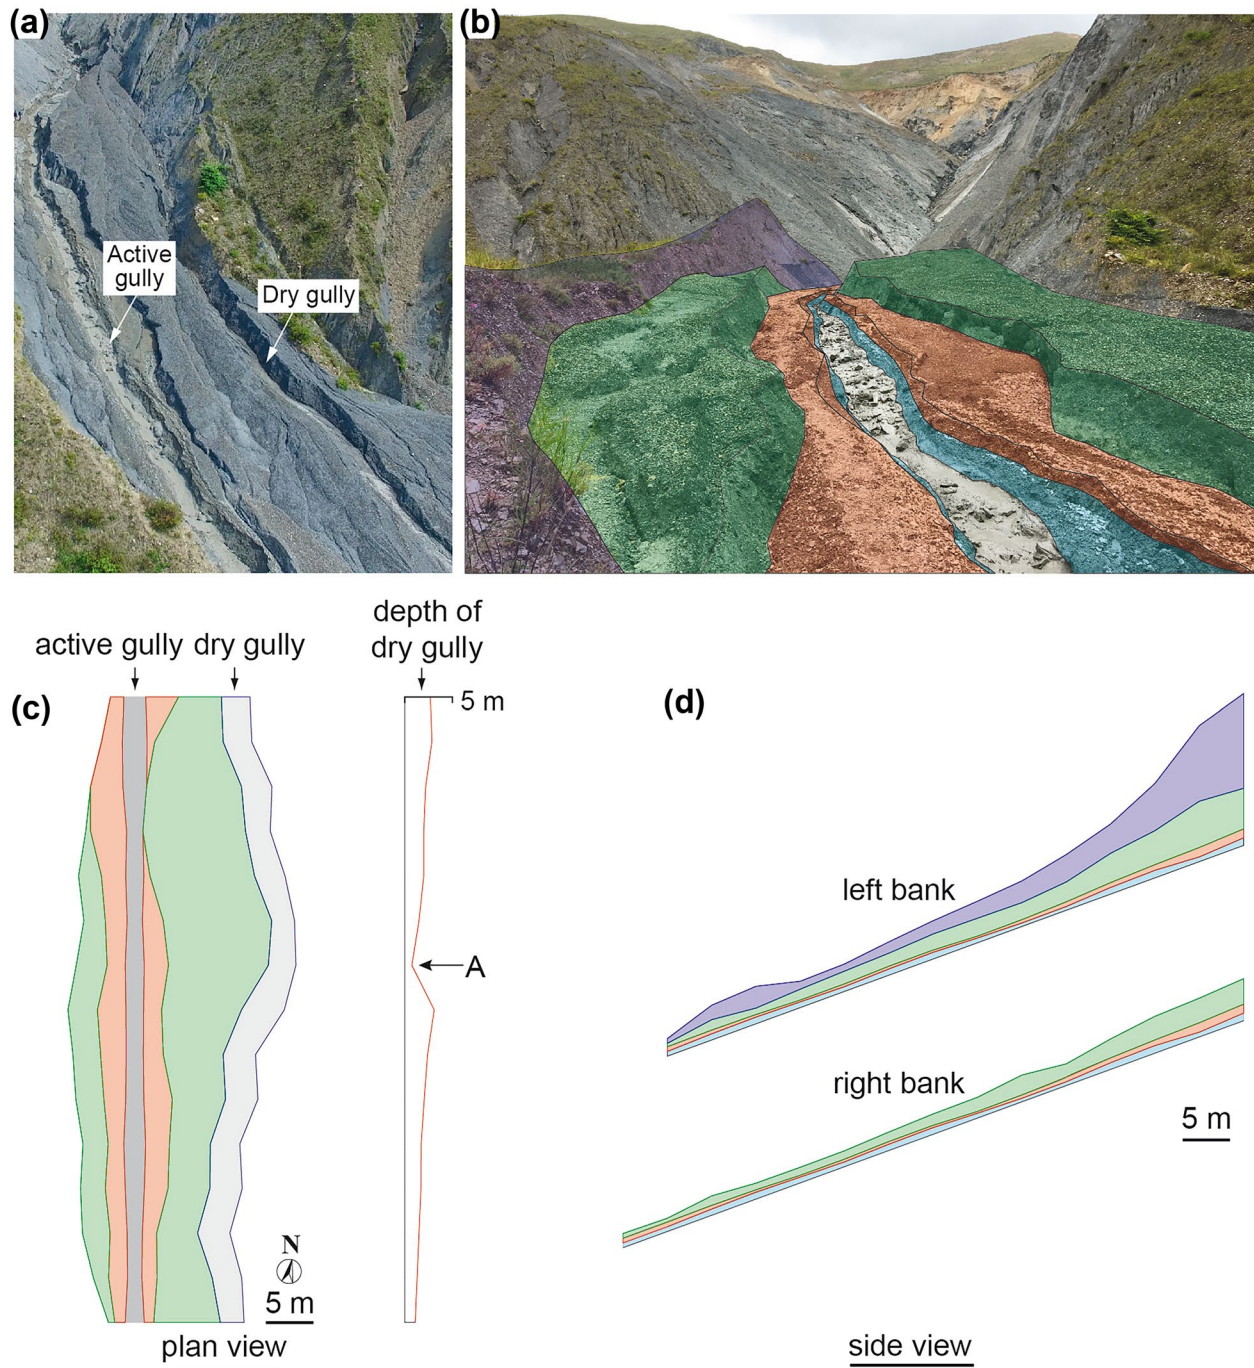 (a)
Active
gully
Dry gully
(b)
active gully
dry gully
depth of
dry gully
5 m
(c)
A
N
5 m
plan view
(d)
left bank
right bank
5 m
side view